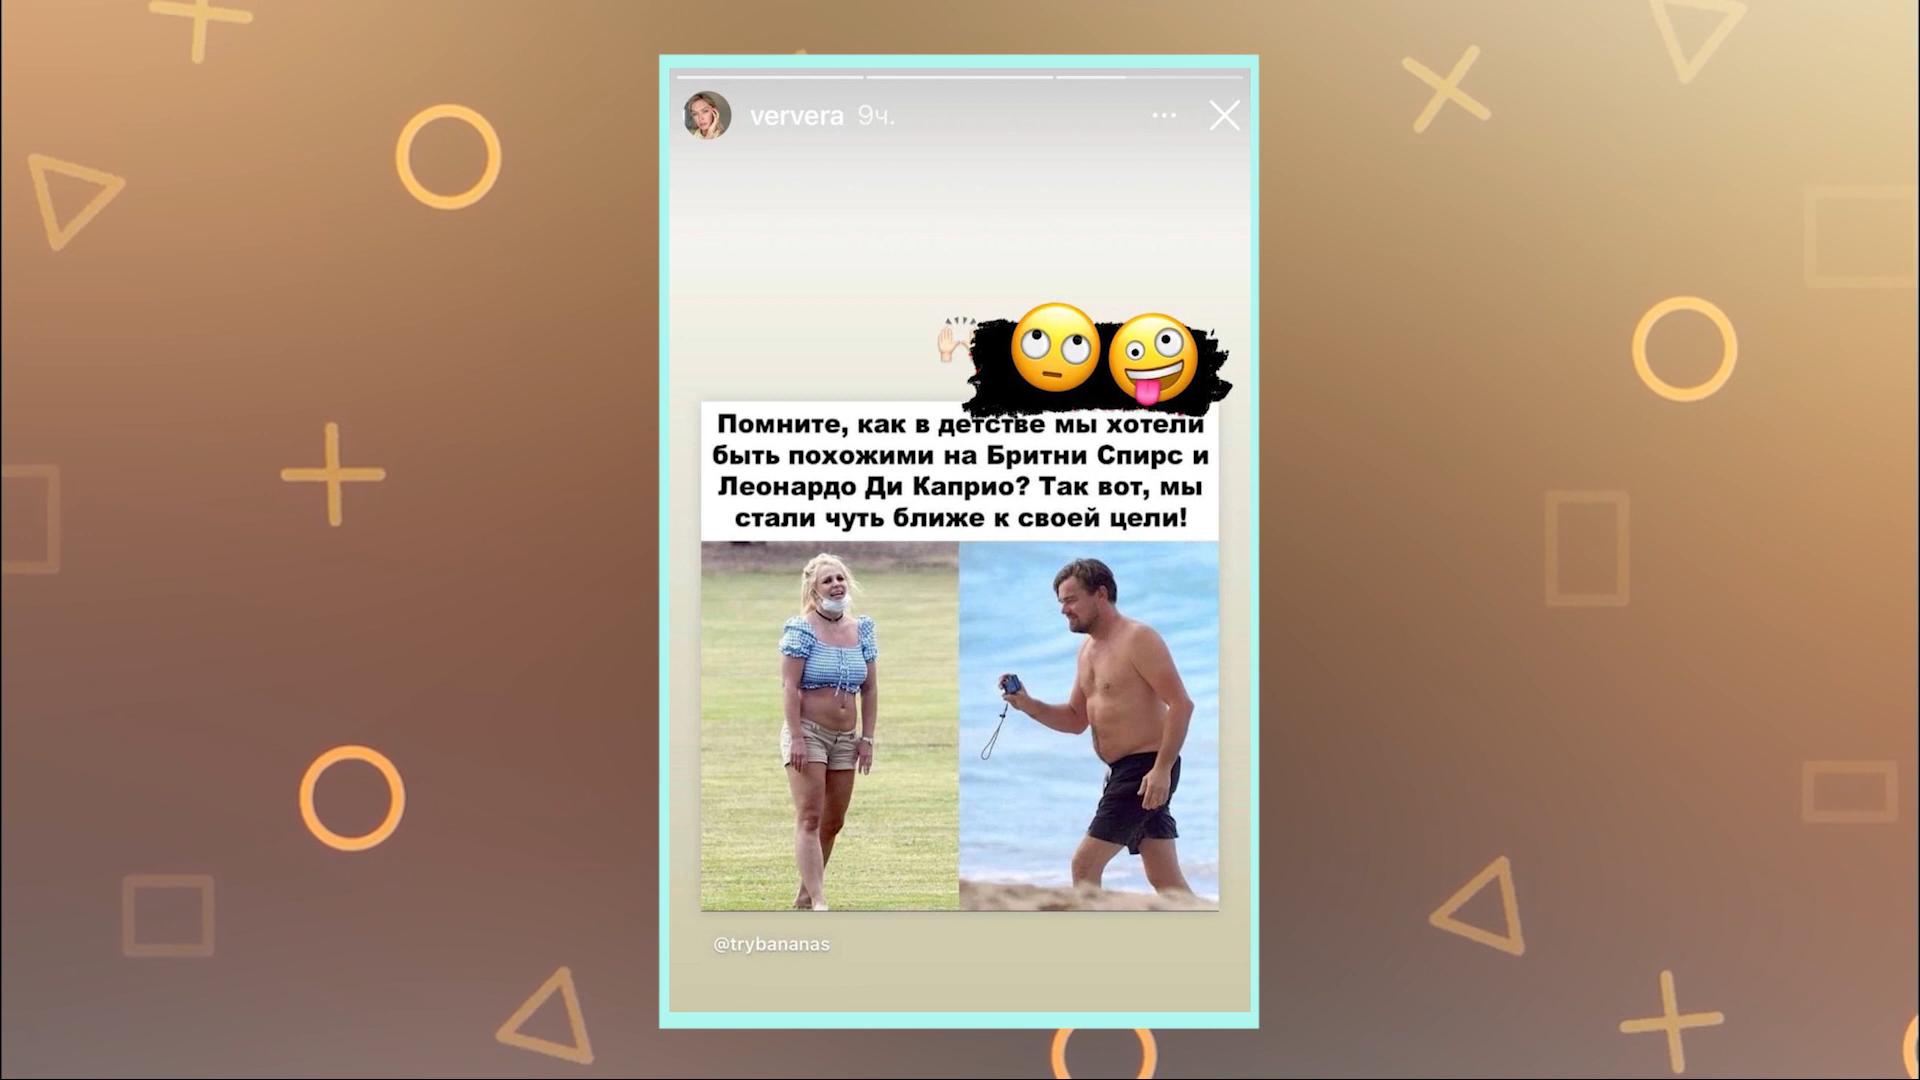 ververa 9ч.
Помните, как в детстве мы хотели
быть похожими на Бритни Спирс и
Леонардо Ди Каприо? Так вот, мы
стали чуть ближе к своей цели!
@trybananas